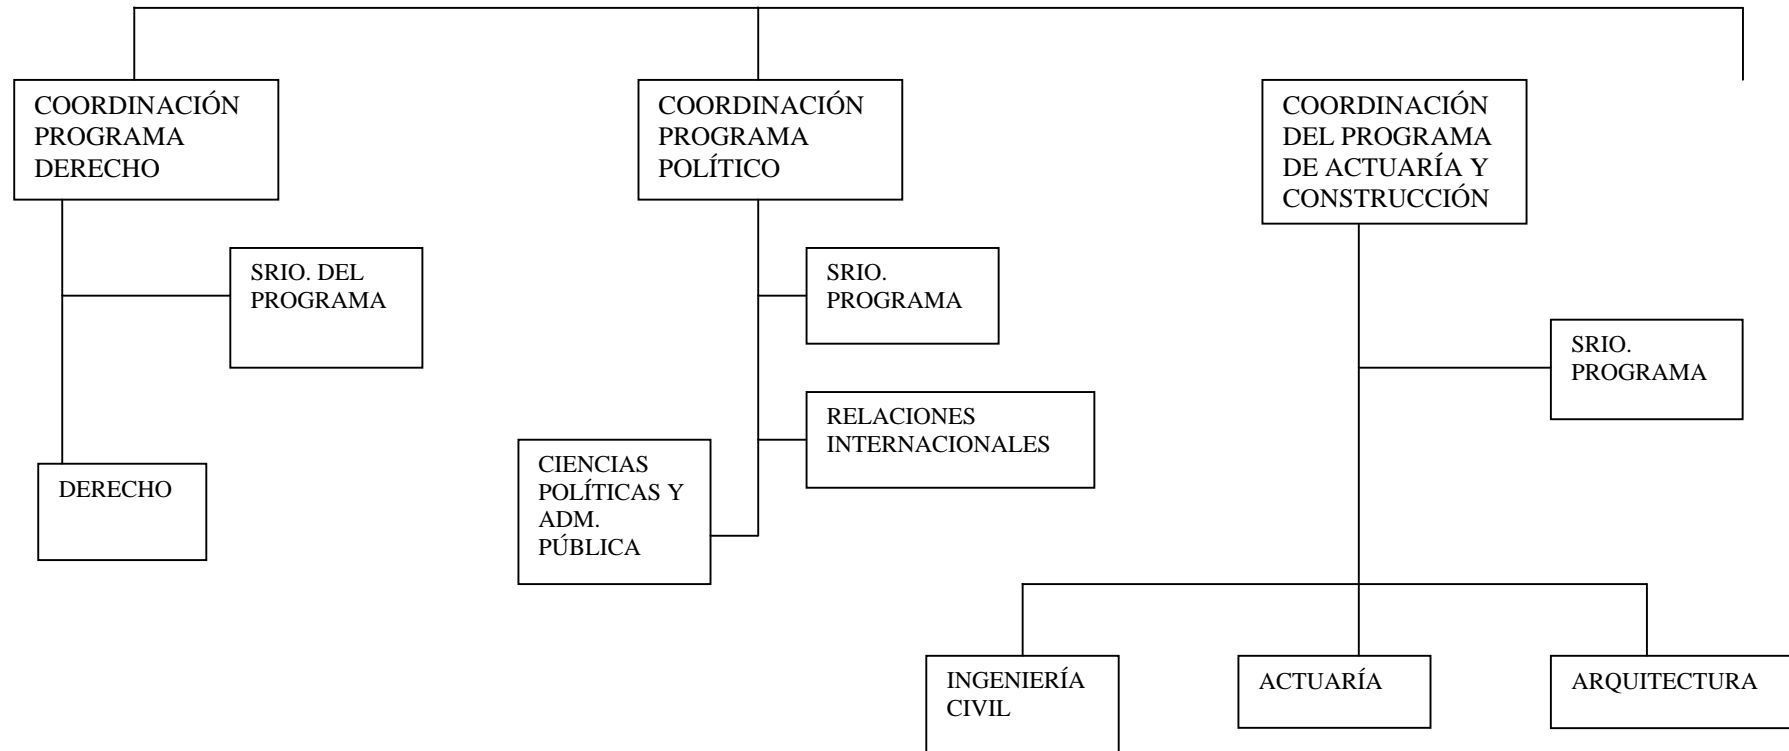 COORDINACIÓN
PROGRAMA
DERECHO
COORDINACIÓN
PROGRAMA
POLÍTICO
COORDINACIÓN
DEL PROGRAMA
DE ACTUARÍA Y
CONSTRUCCIÓN
SRIO. DEL
PROGRAMA
SRIO.
PROGRAMA
SRIO.
PROGRAMA
RELACIONES
INTERNACIONALES
CIENCIAS
POLÍTICAS Y
ADM.
PÚBLICA
DERECHO
INGENIERÍA
CIVIL
ACTUARÍA
ARQUITECTURA